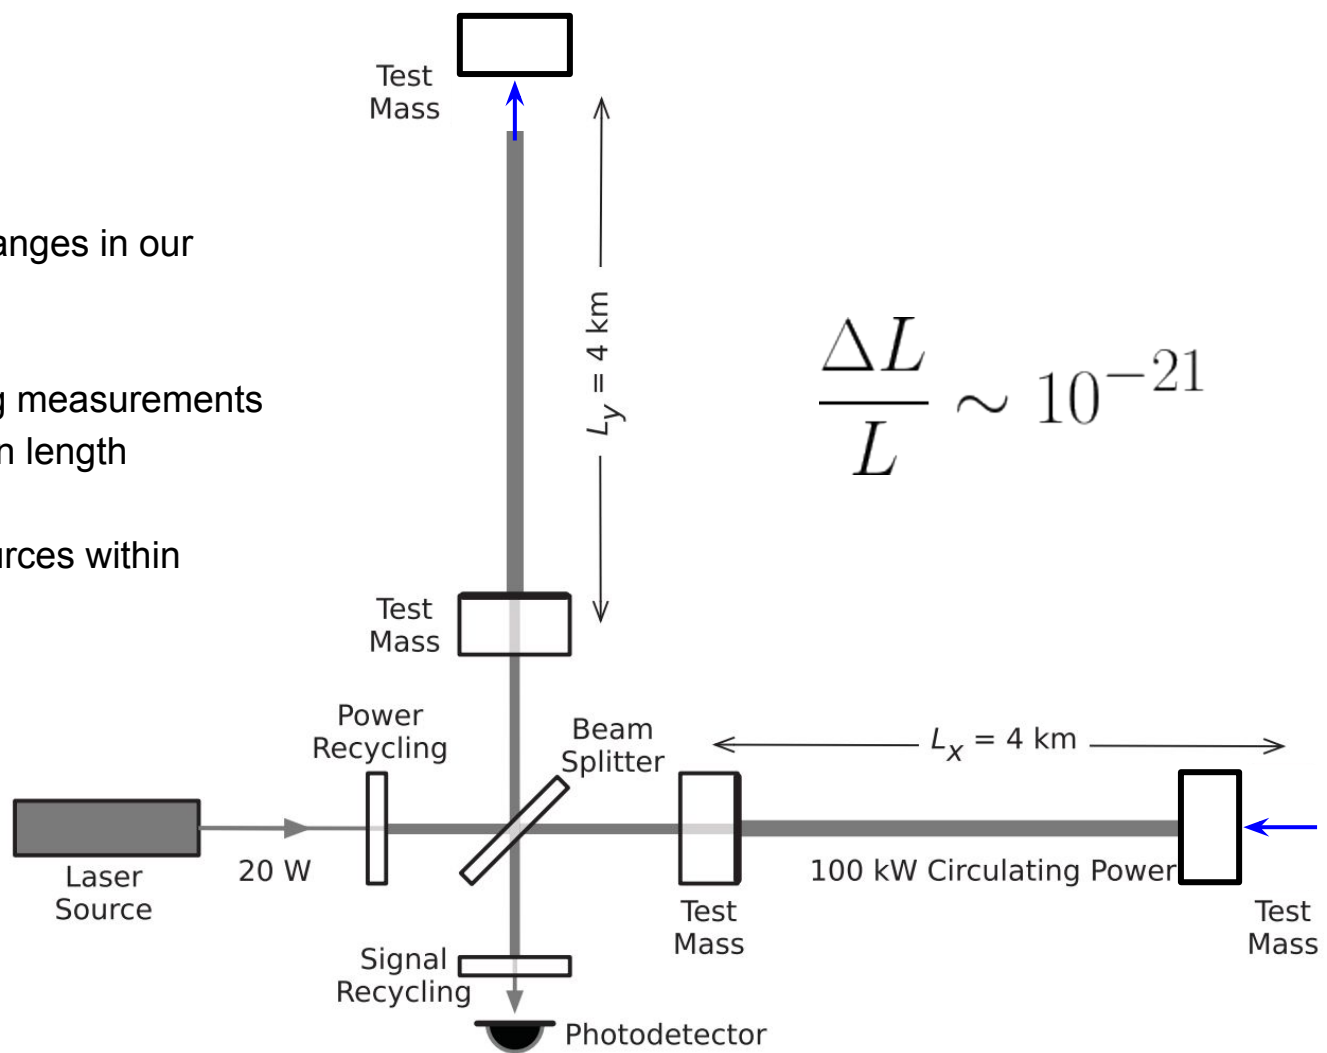 Test
Mass
anges in our
g measurements
n length
urces within
L_y = 4 km
ΔL/L ∼ 10^{-21}
Test
Mass
Power
Recycling
Beam
Splitter
L_x = 4 km
Laser
Source
20 W
100 kW Circulating Power
Test
Mass
Test
Mass
Signal
Recycling
Photodetector